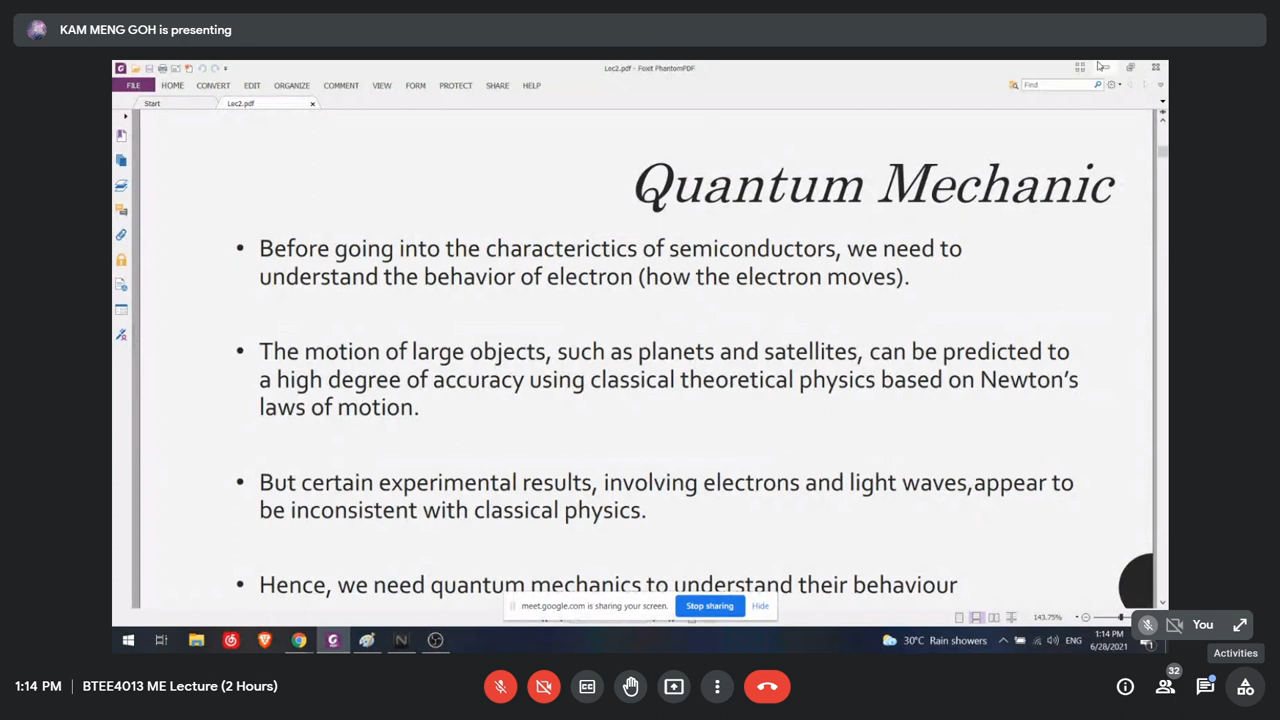 KAM MENG GOH is presenting
Lec2.pdf - Foxit PhantomPDF
FILE HOME CONVERT EDIT ORGANIZE COMMENT VIEW FORM PROTECT SHARE HELP
Find
Start Lec2.pdf
Quantum Mechanic
• Before going into the characterictics of semiconductors, we need to
understand the behavior of electron (how the electron moves).
• The motion of large objects, such as planets and satellites, can be predicted to
a high degree of accuracy using classical theoretical physics based on Newton's
laws of motion.
• But certain experimental results, involving electrons and light waves,appear to
be inconsistent with classical physics.
• Hence, we need quantum mechanics to understand their behaviour
meet.google.com is sharing your screen. Stop sharing Hide
143.75%
You
30°C Rain showers ENG 1:14 PM
6/28/2021
Activities
1:14 PM | BTEE4013 ME Lecture (2 Hours)
32